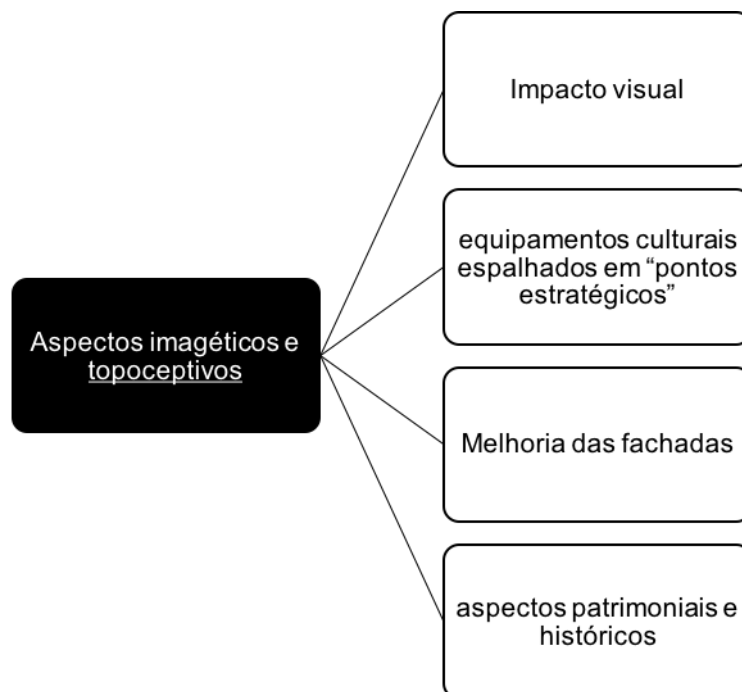 Impacto visual
equipamentos culturais
espalhados em “pontos
estratégicos”
Aspectos imagéticos e
topoceptivos
Melhoria das fachadas
aspectos patrimoniais e
históricos